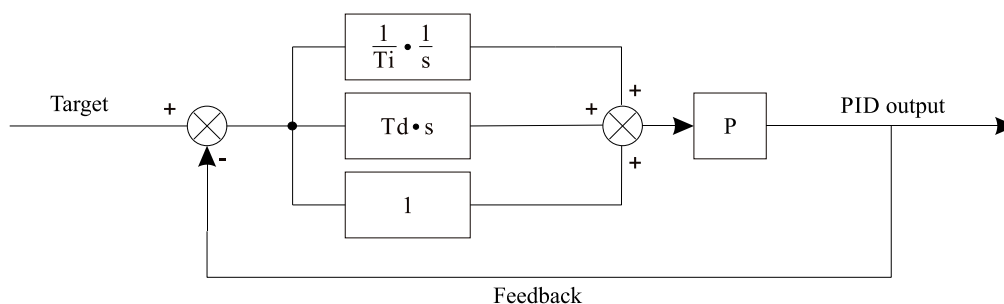 1/Ti • 1/s
Target
+
+
+
Td•s
P
PID output
-
+
1
Feedback